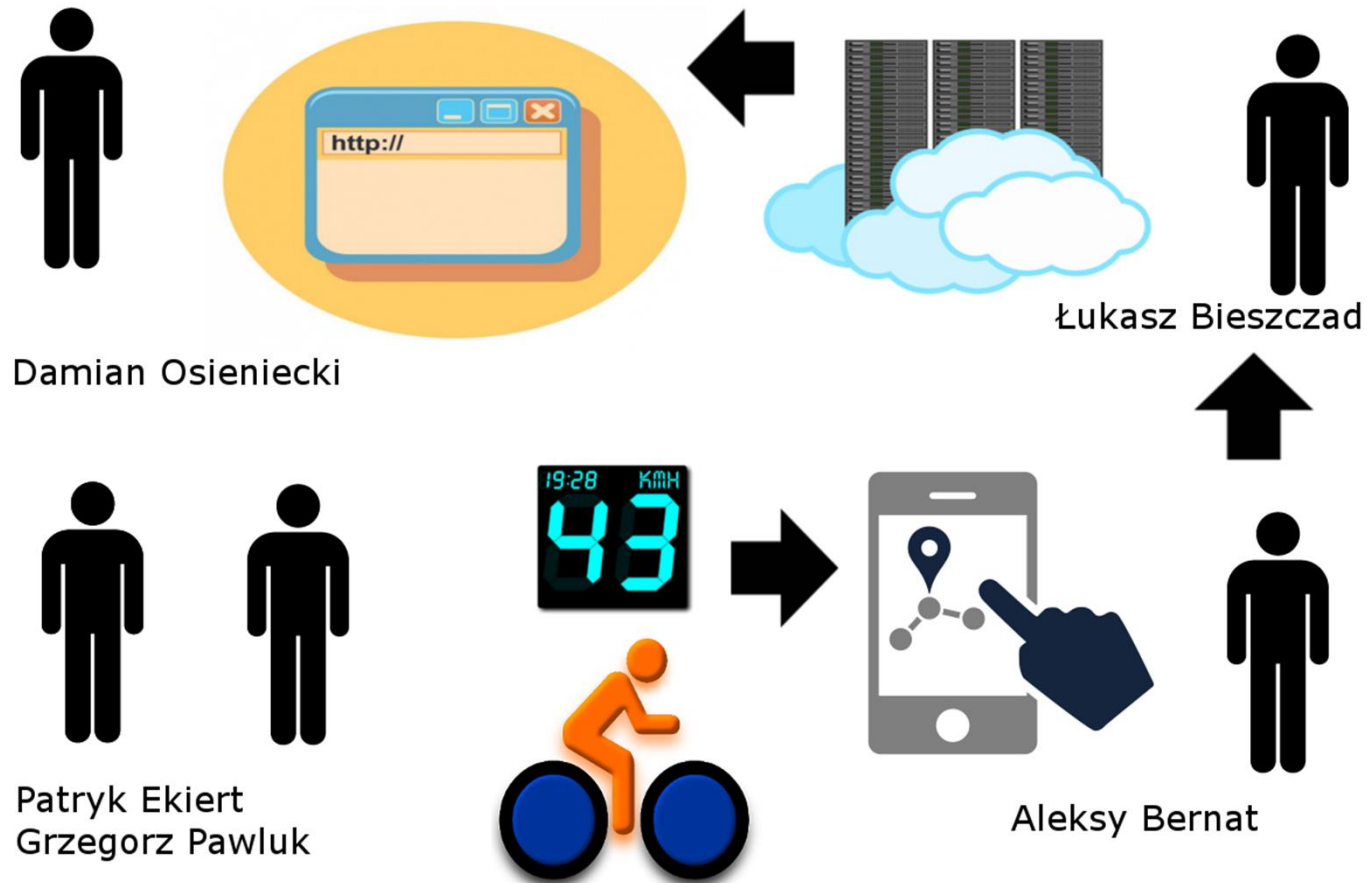 http://
Łukasz Bieszczad
Damian Osieniecki
19:28 KMH
43
Patryk Ekiert
Grzegorz Pawluk
Aleksy Bernat